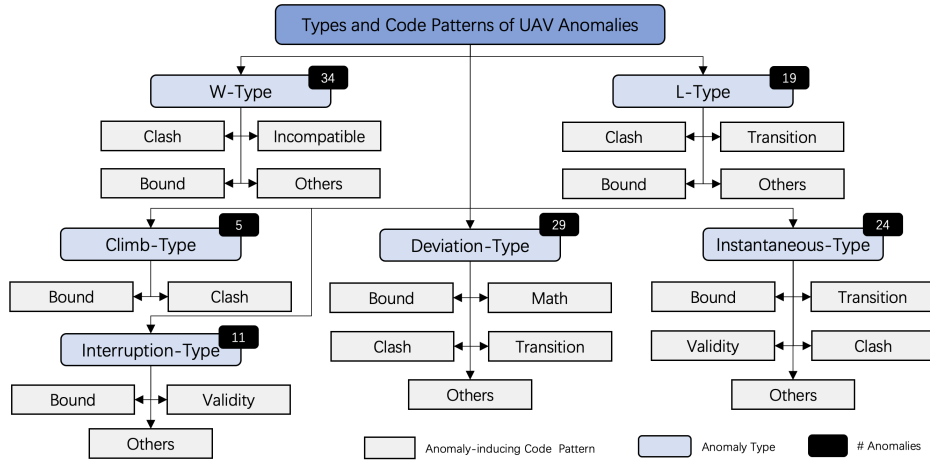 Types and Code Patterns of UAV Anomalies
34
W-Type
19
L-Type
Clash
Incompatible
Clash
Transition
Bound
Others
Bound
Others
5
Climb-Type
29
Deviation-Type
24
Instantaneous-Type
Bound
Clash
Bound
Math
Bound
Transition
11
Interruption-Type
Clash
Transition
Validity
Clash
Bound
Validity
Others
Others
Others
Anomaly-inducing Code Pattern
Anomaly Type
# Anomalies